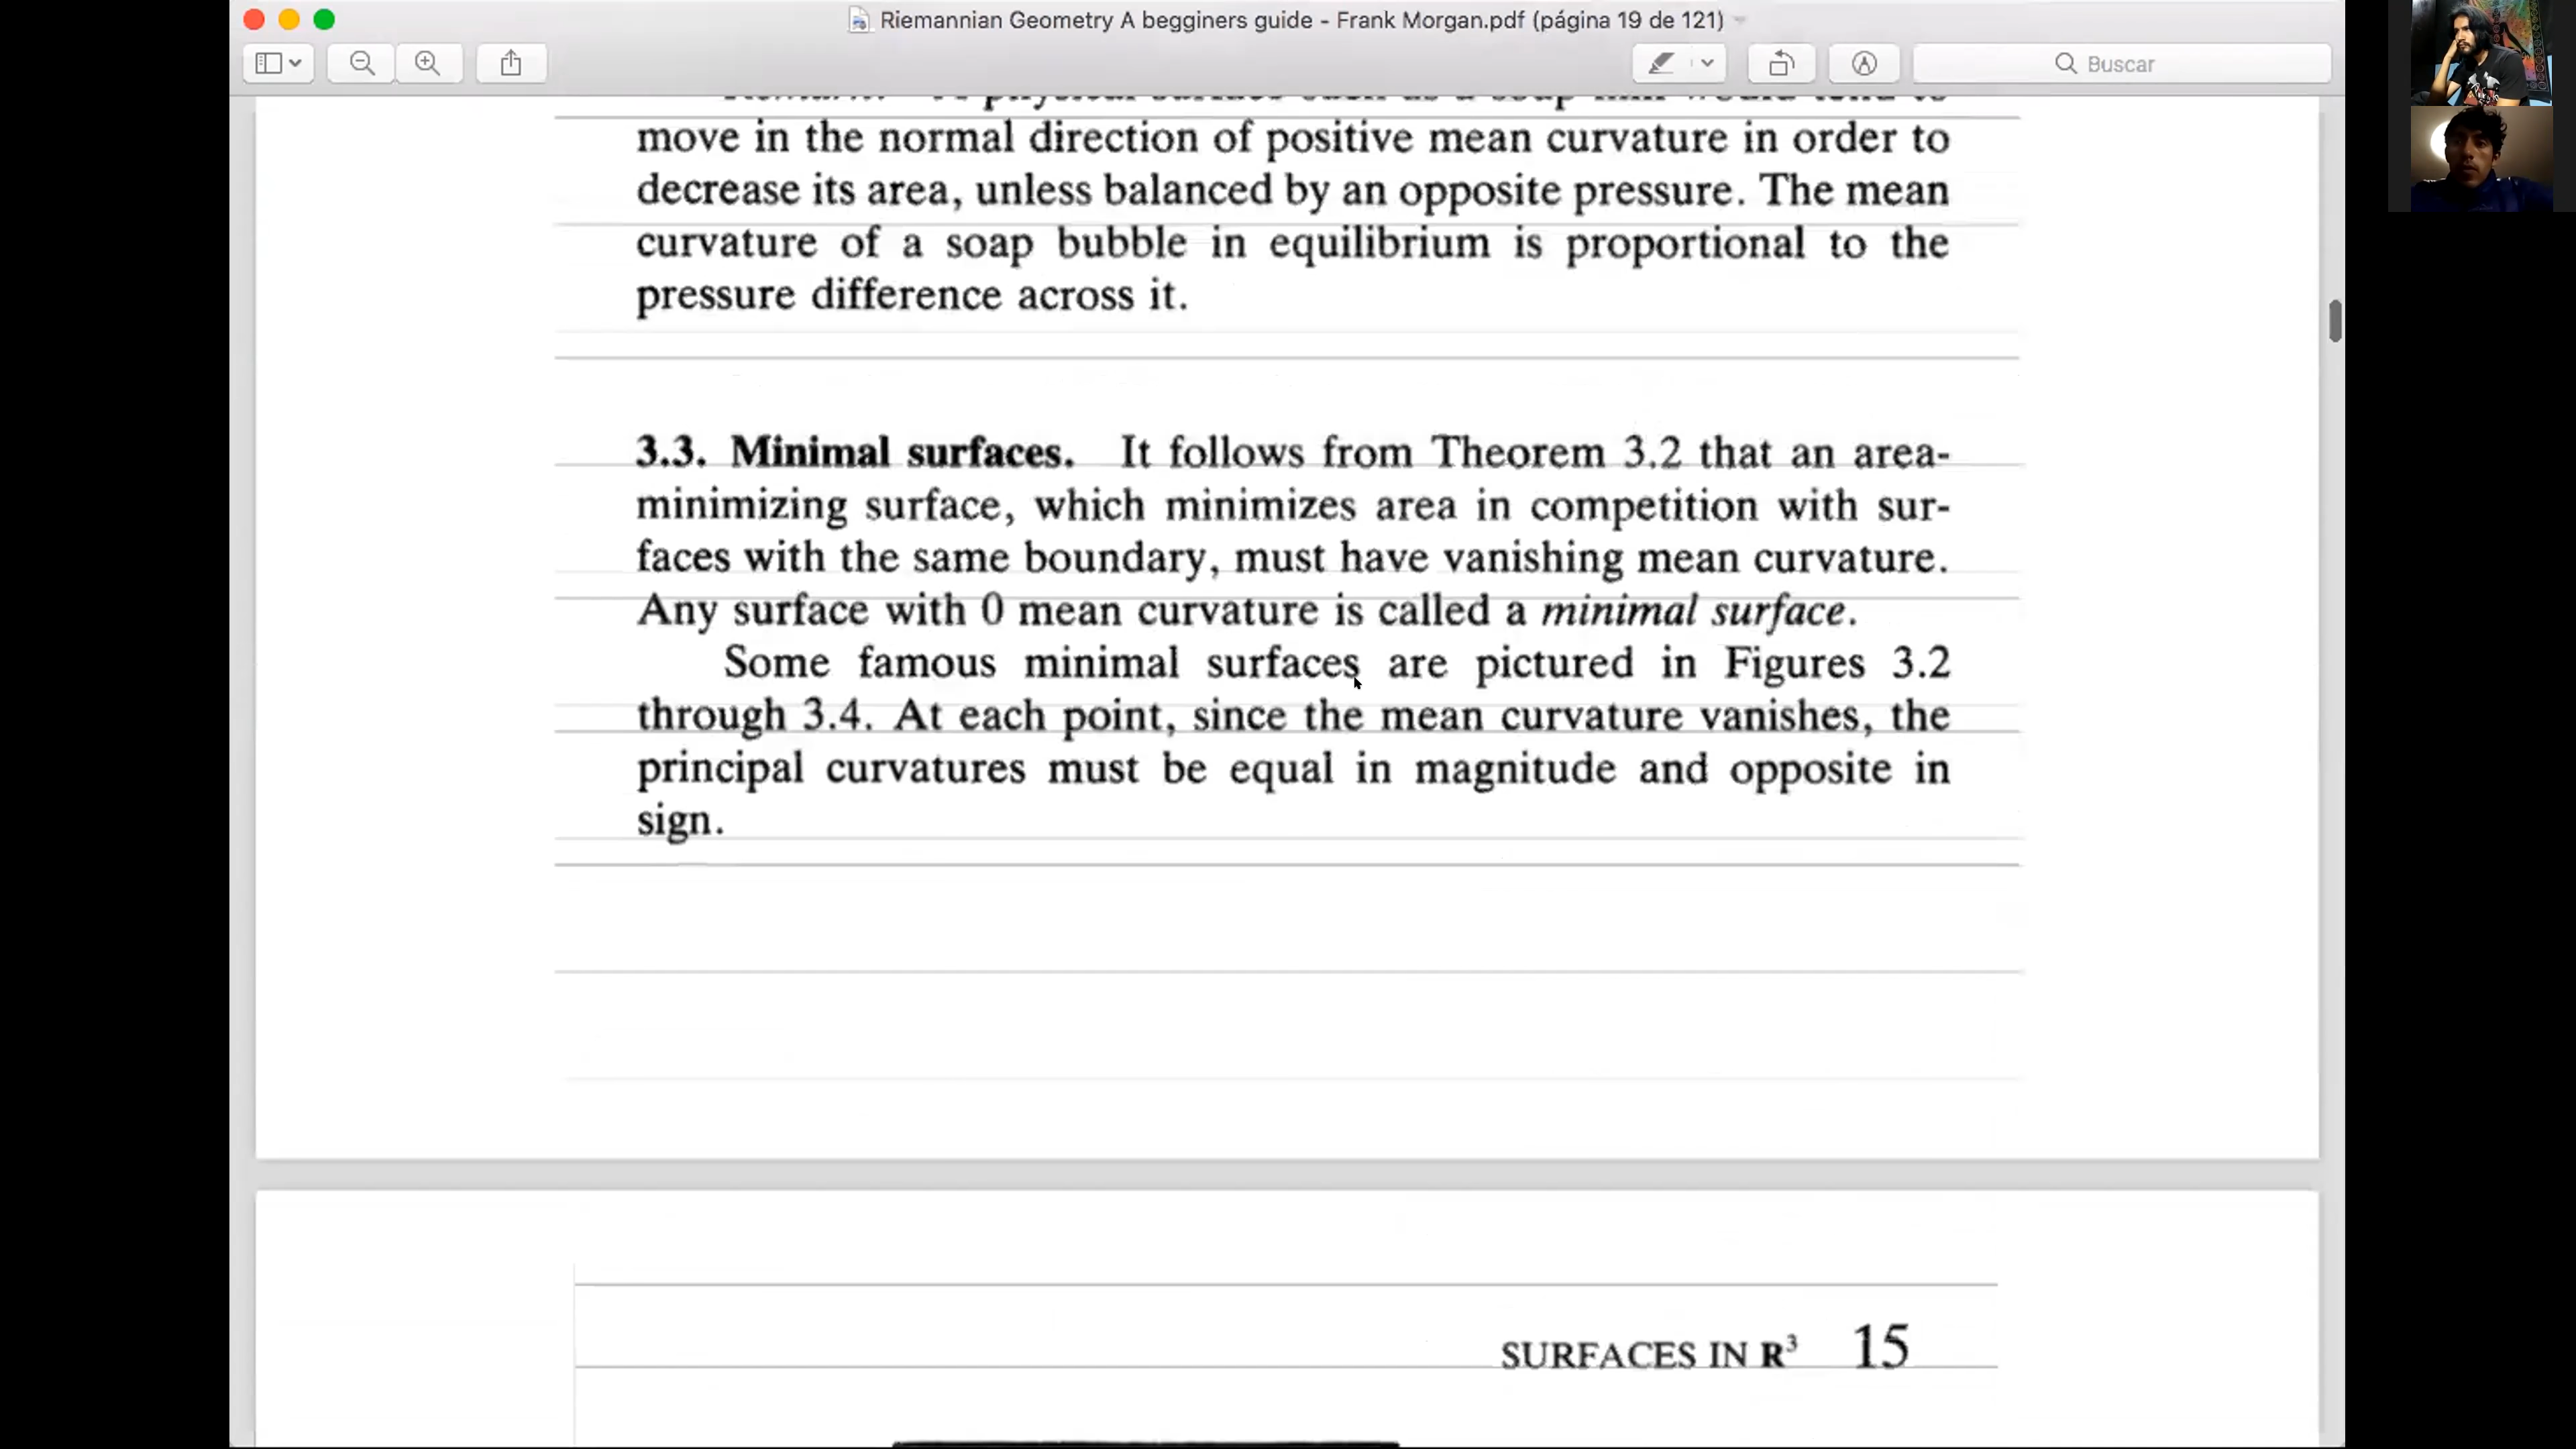 Riemannian Geometry A begginers guide - Frank Morgan.pdf (página 19 de 121)
Buscar
move in the normal direction of positive mean curvature in order to
decrease its area, unless balanced by an opposite pressure. The mean
curvature of a soap bubble in equilibrium is proportional to the
pressure difference across it.
3.3. Minimal surfaces. It follows from Theorem 3.2 that an area-
minimizing surface, which minimizes area in competition with sur-
faces with the same boundary, must have vanishing mean curvature.
Any surface with 0 mean curvature is called a minimal surface.
Some famous minimal surfaces are pictured in Figures 3.2
through 3.4. At each point, since the mean curvature vanishes, the
principal curvatures must be equal in magnitude and opposite in
sign.
SURFACES IN R³ 15